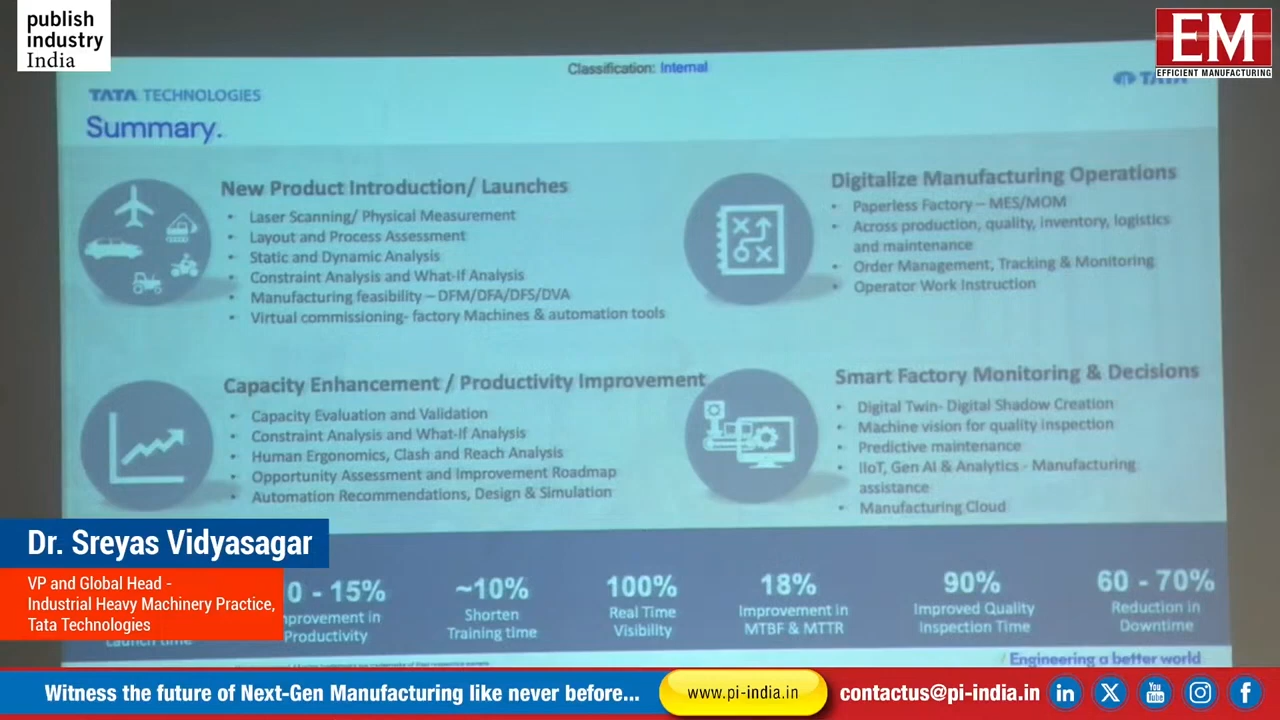 publish
industry
India
EM
EFFICIENT MANUFACTURING
Classification: Internal
TATA TECHNOLOGIES
TATA
Summary.
New Product Introduction/ Launches
• Laser Scanning/ Physical Measurement
• Layout and Process Assessment
• Static and Dynamic Analysis
• Constraint Analysis and What-If Analysis
• Manufacturing feasibility – DFM/DFA/DFS/DVA
• Virtual commissioning- factory Machines & automation tools
Digitalize Manufacturing Operations
• Paperless Factory – MES/MOM
• Across production, quality, inventory, logistics
and maintenance
• Order Management, Tracking & Monitoring
• Operator Work Instruction
Capacity Enhancement / Productivity Improvement
• Capacity Evaluation and Validation
• Constraint Analysis and What-If Analysis
• Human Ergonomics, Clash and Reach Analysis
• Opportunity Assessment and Improvement Roadmap
• Automation Recommendations, Design & Simulation
Smart Factory Monitoring & Decisions
• Digital Twin- Digital Shadow Creation
• Machine vision for quality inspection
• Predictive maintenance
• IIoT, Gen AI & Analytics - Manufacturing
assistance
• Manufacturing Cloud
Launch time
0 - 15%
mprovement in
Productivity
~10%
Shorten
Training time
100%
Real Time
Visibility
18%
Improvement in
MTBF & MTTR
90%
Improved Quality
Inspection Time
60 - 70%
Reduction in
Downtime
Engineering a better world
Dr. Sreyas Vidyasagar
VP and Global Head -
Industrial Heavy Machinery Practice,
Tata Technologies
Witness the future of Next-Gen Manufacturing like never before...
www.pi-india.in
contactus@pi-india.in
in
X
You
Tube
f